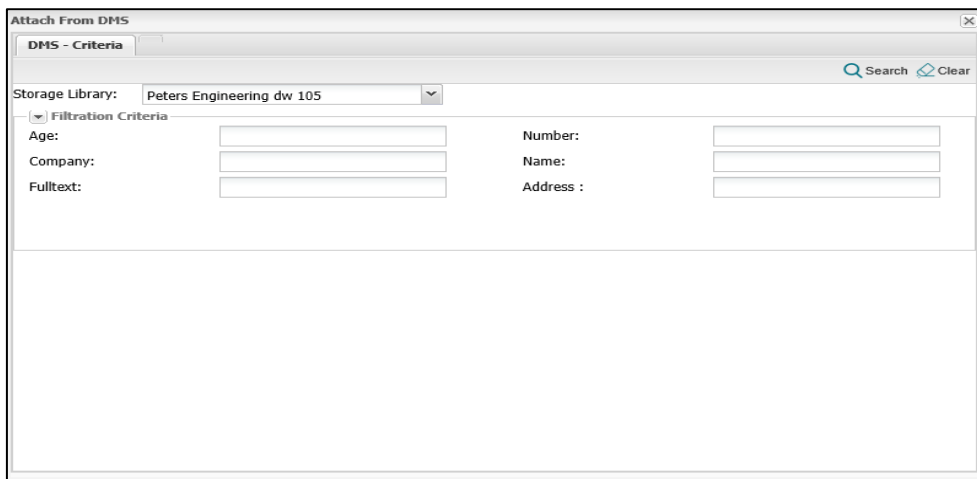 Attach From DMS
DMS - Criteria
Search Clear
Storage Library: Peters Engineering dw 105
Filtration Criteria
Age: Number:
Company: Name:
Fulltext: Address :